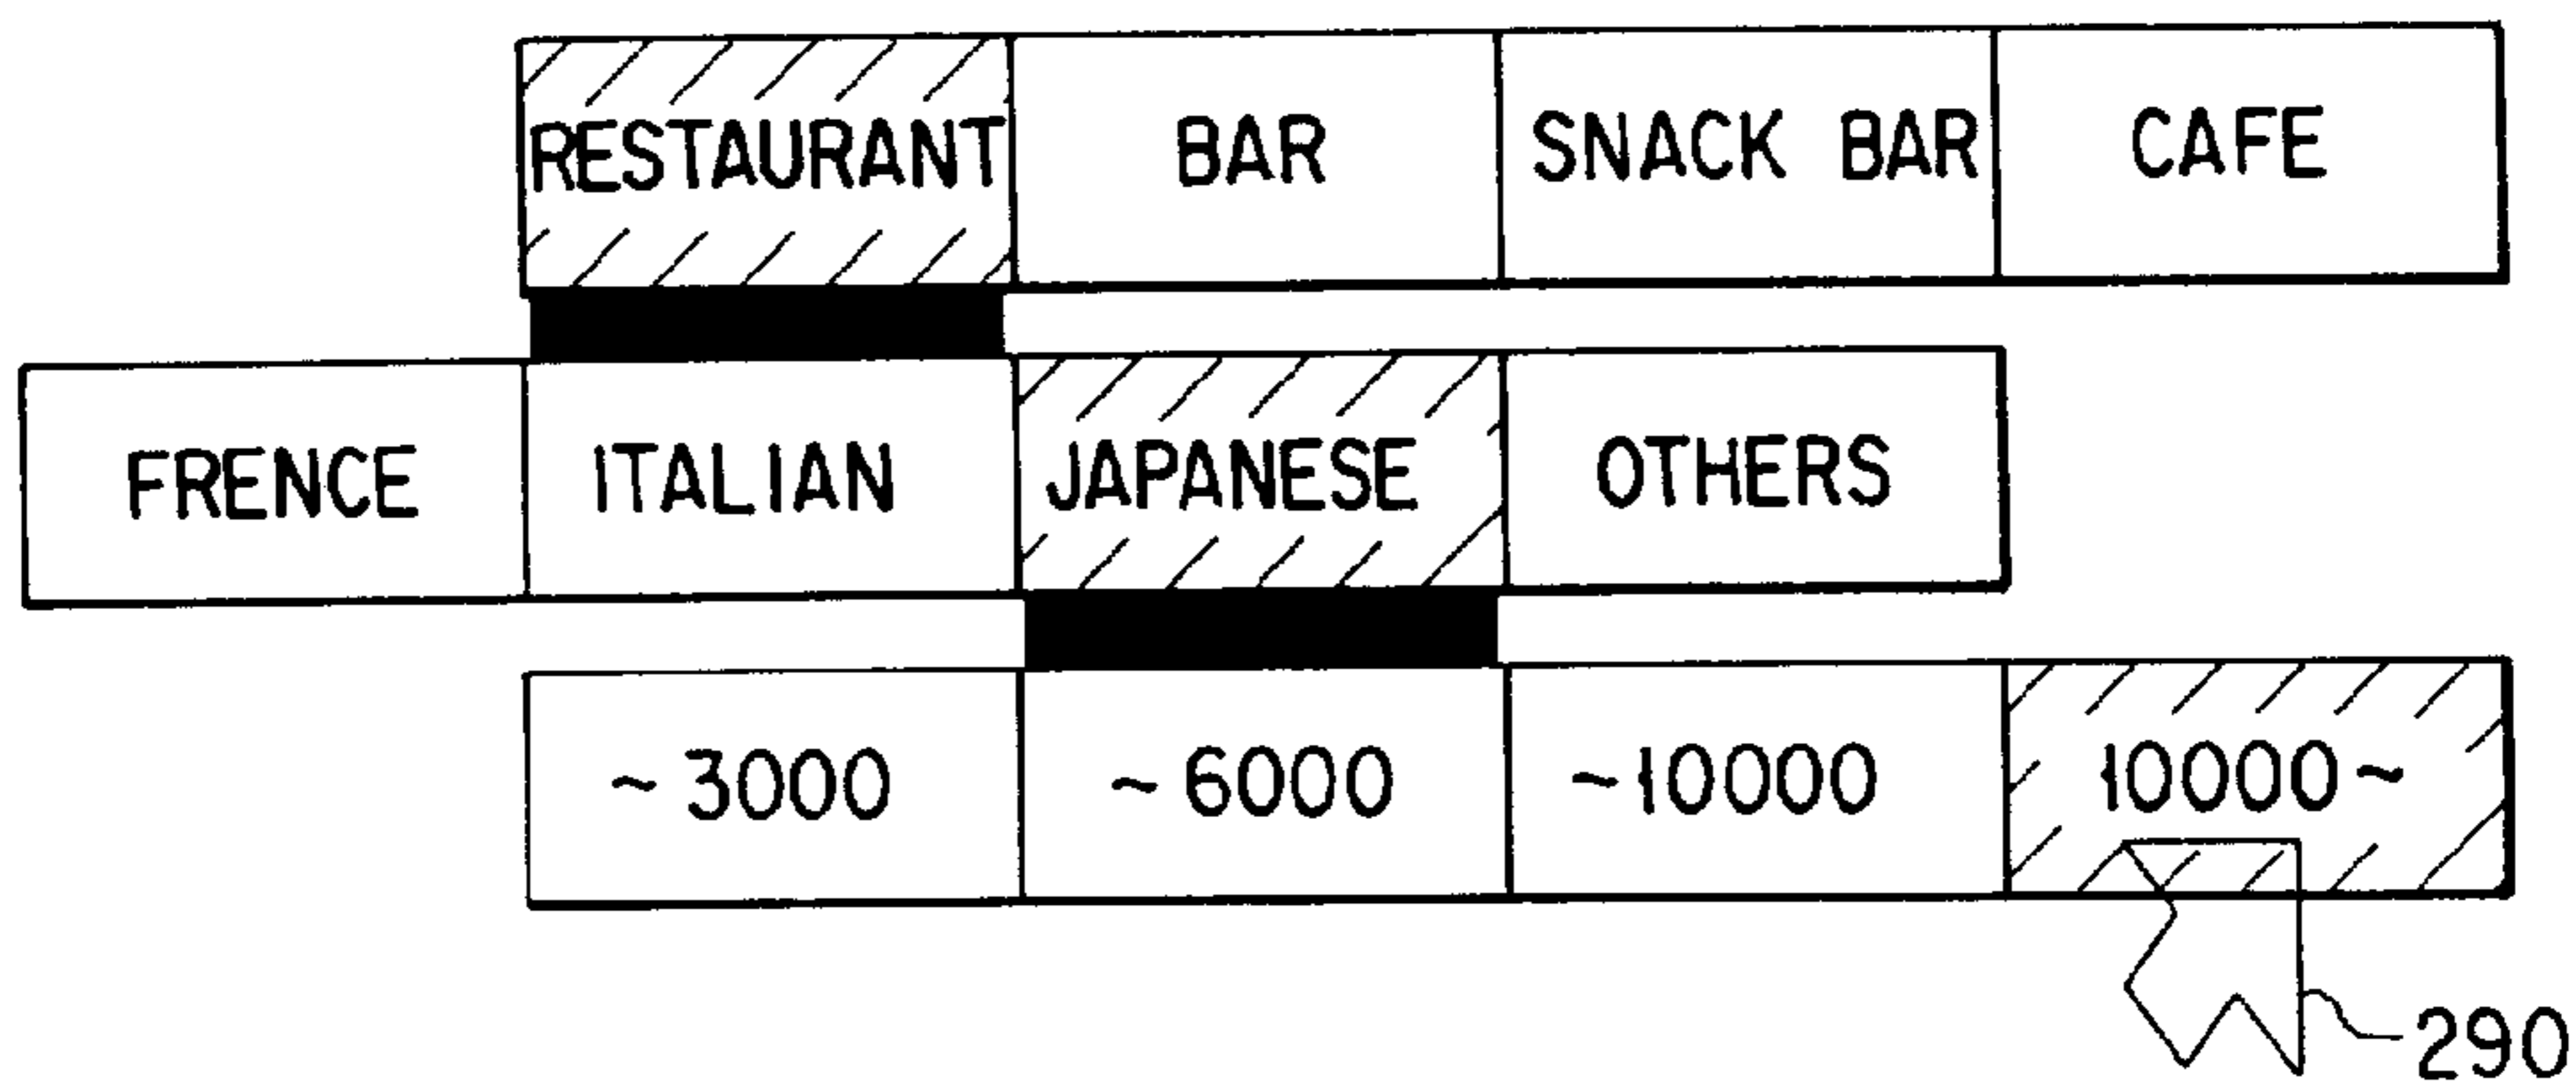 RESTAURANT BAR SNACK BAR CAFE
FRENCE ITALIAN JAPANESE OTHERS
~3000 ~6000 ~10000 10000~
290